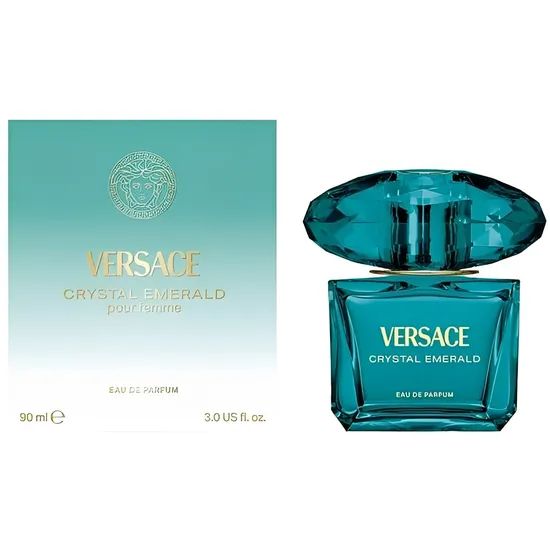 VERSACE
CRYSTAL EMERALD
pour femme
EAU DE PARFUM
90 ml ℮ 3.0 US fl. oz.
VERSACE
CRYSTAL EMERALD
EAU DE PARFUM